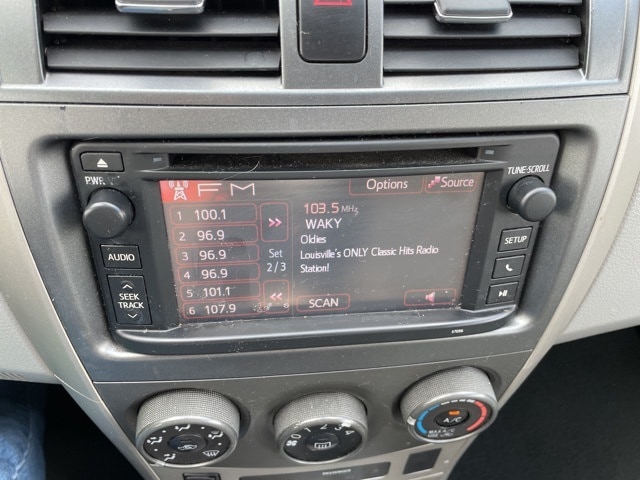 PWR
TUNE·SCROLL
FM
Options
Source
103.5 MHz
WAKY
Oldies
Louisville's ONLY Classic Hits Radio
Station!
1 100.1
2 96.9
3 96.9
4 96.9
5 101.1
6 107.9
Set
2/3
SCAN
AUDIO
SEEK
TRACK
SETUP
A/C
PASSENGER